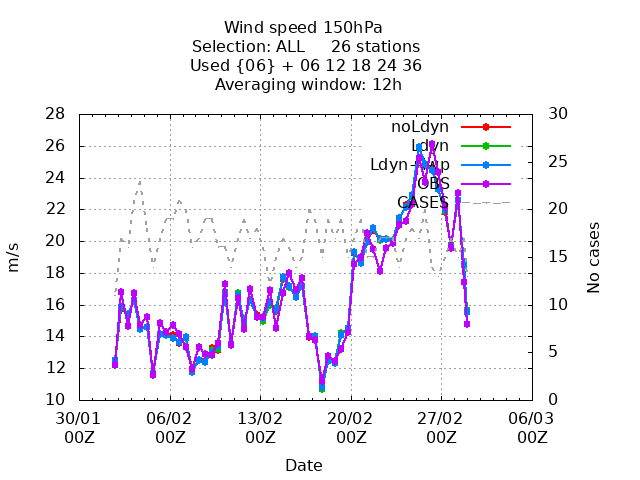 Wind speed 150hPa
Selection: ALL     26 stations
Used {06} + 06 12 18 24 36
Averaging window: 12h
28
26
24
22
20
18
16
14
12
10
30
25
20
15
10
5
0
noLdyn
Ldyn
OBS
CASES
m/s
No cases
30/01 06/02 13/02 20/02 27/02 06/03
00Z 00Z 00Z 00Z 00Z 00Z
Date